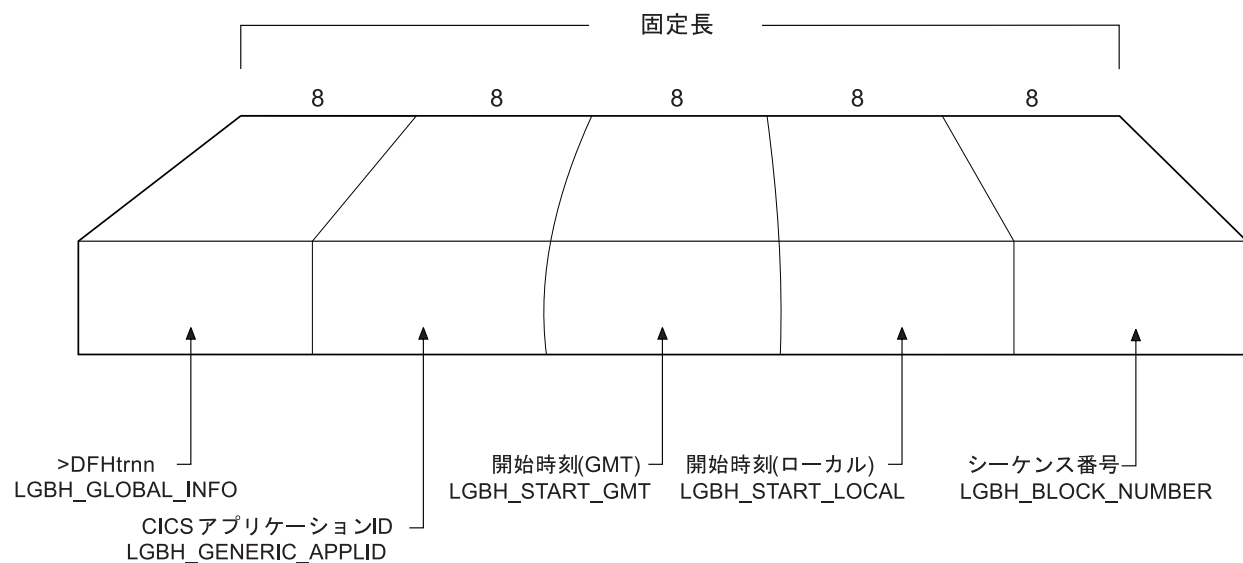 固定長
8 8 8 8 8
>DFHtrnn
LGBH_GLOBAL_INFO
CICS アプリケーションID
LGBH_GENERIC_APPLID
開始時刻(GMT)
LGBH_START_GMT
開始時刻(ローカル)
LGBH_START_LOCAL
シーケンス番号
LGBH_BLOCK_NUMBER